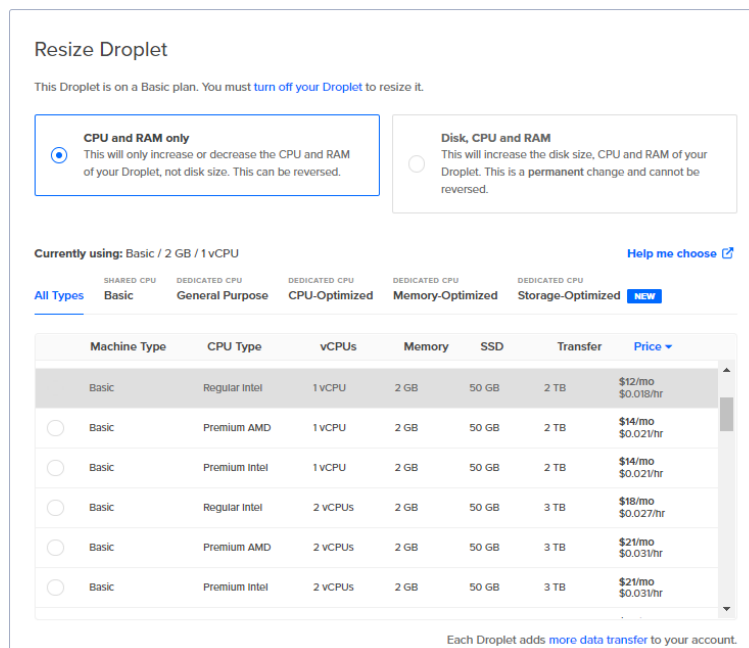 Resize Droplet
This Droplet is on a Basic plan. You must turn off your Droplet to resize it.
CPU and RAM only
This will only increase or decrease the CPU and RAM
of your Droplet, not disk size. This can be reversed.
Disk, CPU and RAM
This will increase the disk size, CPU and RAM of your
Droplet. This is a permanent change and cannot be
reversed.
Currently using: Basic / 2 GB / 1 vCPU
Help me choose
All Types
SHARED CPU
Basic
DEDICATED CPU
General Purpose
DEDICATED CPU
CPU-Optimized
DEDICATED CPU
Memory-Optimized
DEDICATED CPU
Storage-Optimized NEW
Machine Type CPU Type vCPUs Memory SSD Transfer Price
Basic Regular Intel 1 vCPU 2 GB 50 GB 2 TB $12/mo
$0.018/hr
Basic Premium AMD 1 vCPU 2 GB 50 GB 2 TB $14/mo
$0.021/hr
Basic Premium Intel 1 vCPU 2 GB 50 GB 2 TB $14/mo
$0.021/hr
Basic Regular Intel 2 vCPUs 2 GB 50 GB 3 TB $18/mo
$0.027/hr
Basic Premium AMD 2 vCPUs 2 GB 50 GB 3 TB $21/mo
$0.031/hr
Basic Premium Intel 2 vCPUs 2 GB 50 GB 3 TB $21/mo
$0.031/hr
Each Droplet adds more data transfer to your account.